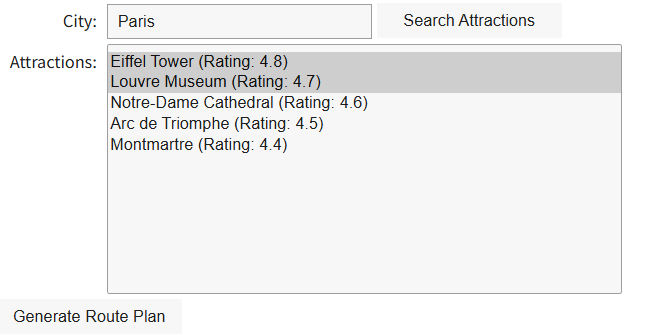 City: Paris Search Attractions
Attractions: Eiffel Tower (Rating: 4.8)
Louvre Museum (Rating: 4.7)
Notre-Dame Cathedral (Rating: 4.6)
Arc de Triomphe (Rating: 4.5)
Montmartre (Rating: 4.4)
Generate Route Plan